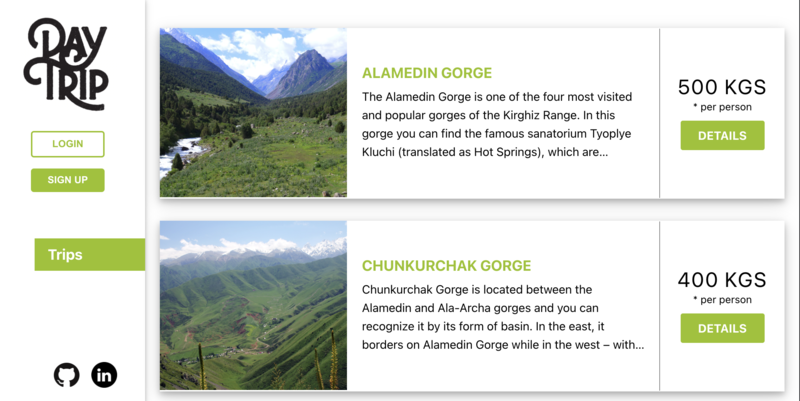 DAY
TRIP
LOGIN
SIGN UP
Trips
in
ALAMEDIN GORGE
The Alamedin Gorge is one of the four most visited
and popular gorges of the Kirghiz Range. In this
gorge you can find the famous sanatorium Tyoplye
Kluchi (translated as Hot Springs), which are...
500 KGS
* per person
DETAILS
CHUNKURCHAK GORGE
Chunkurchak Gorge is located between the
Alamedin and Ala-Archa gorges and you can
recognize it by its form of basin. In the east, it
borders on Alamedin Gorge while in the west – with...
400 KGS
* per person
DETAILS